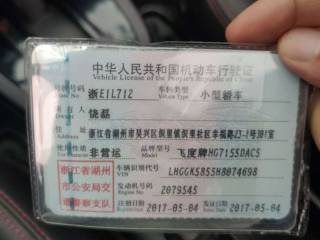 中华人民共和国机动车行驶证
Vehicle License of the People's Republic of China
号牌号码 浙E1L712 车辆类型 小型轿车
Plate No. Vehicle Type
所有人 饶磊
住址 浙江省湖州市吴兴区
使用性质 非营运 品牌型号 飞度牌HG7155DAC5
浙江省湖州
市公安局交
通警察支队
车辆识别代号 LHGGK5855H8074698
VIN
发动机号码 2079545
注册日期 2017-05-04 发证日期 2017-05-04